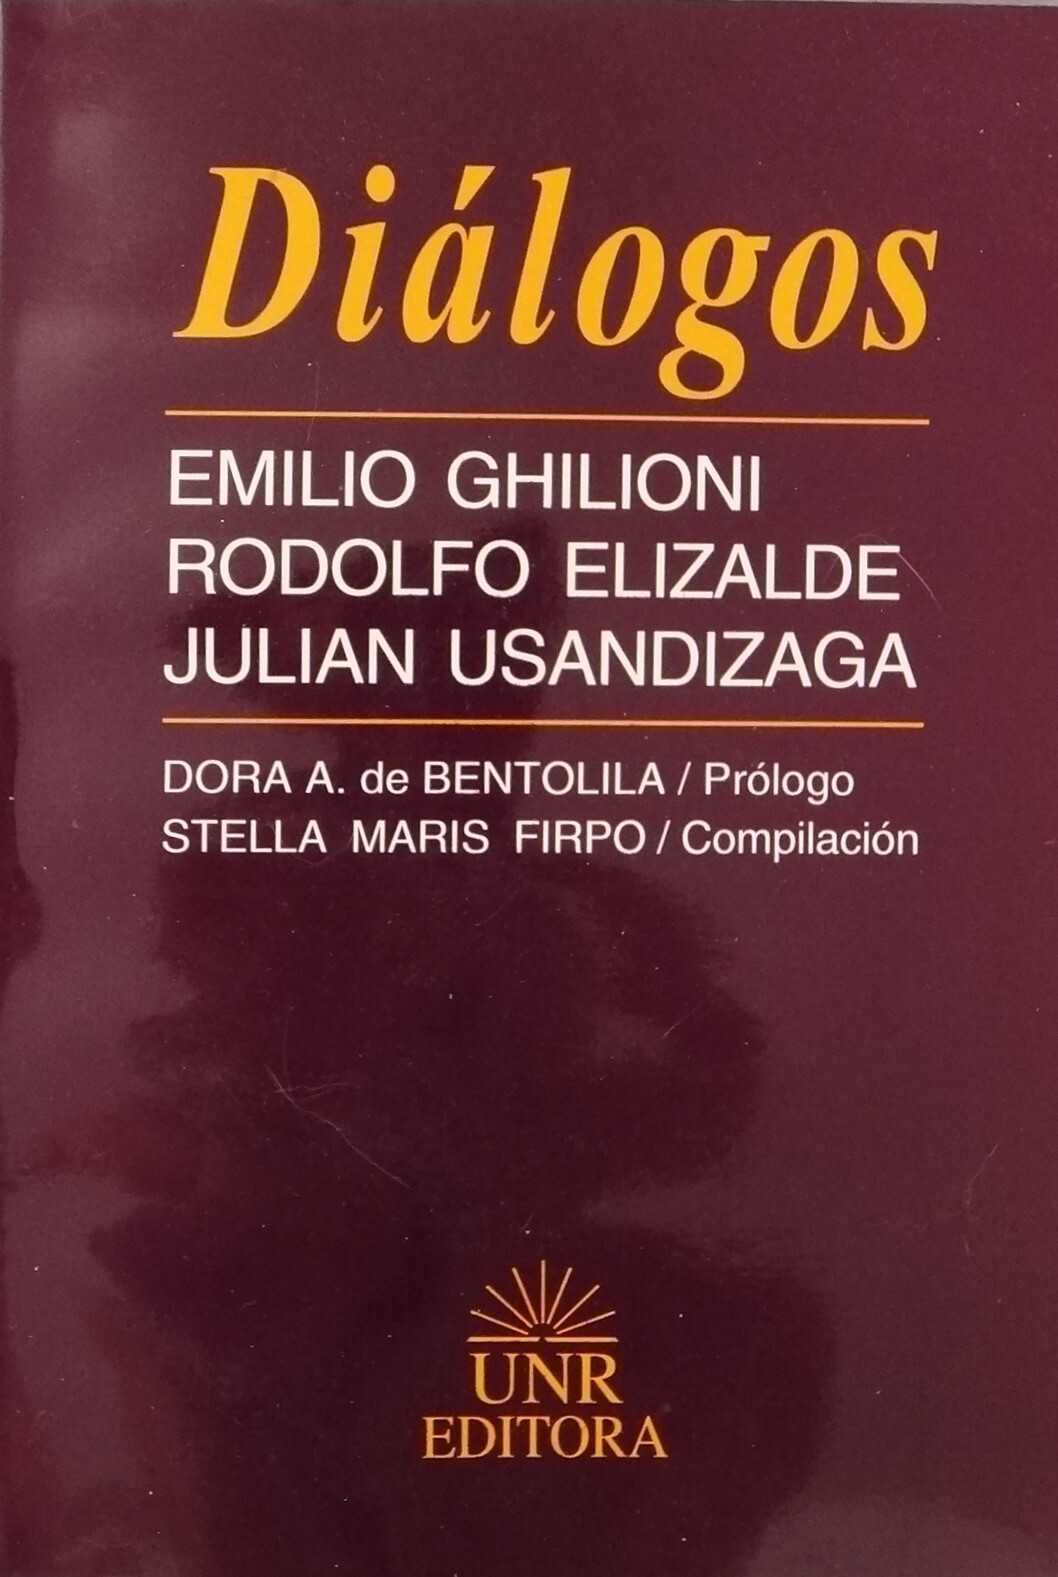 Diálogos
EMILIO GHILIONI
RODOLFO ELIZALDE
JULIAN USANDIZAGA
DORA A. de BENTOLILA / Prólogo
STELLA MARIS FIRPO / Compilación
UNR
EDITORA